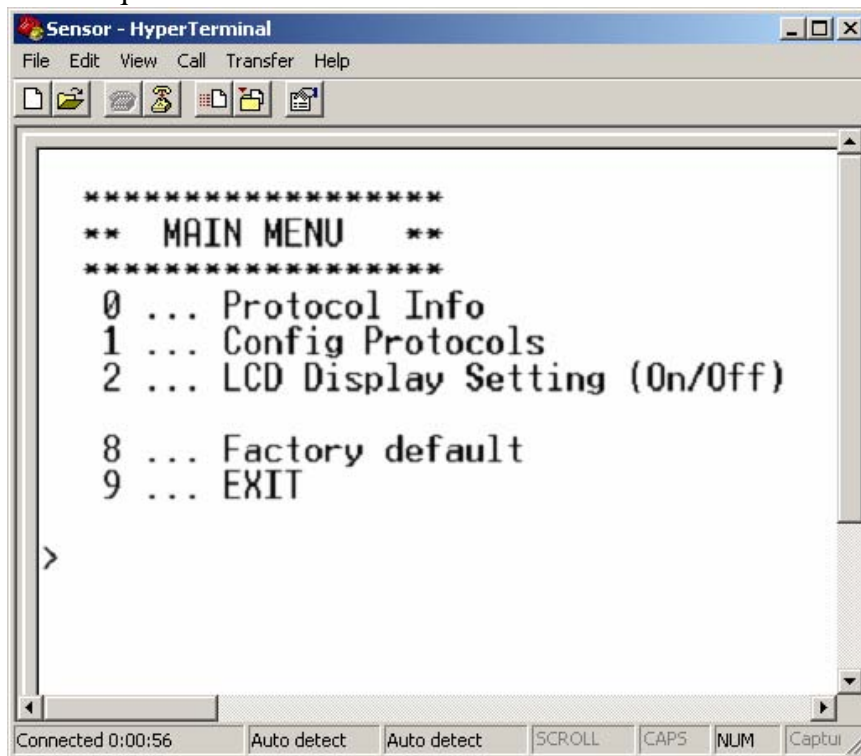 Sensor - HyperTerminal
File Edit View Call Transfer Help
******************
** MAIN MENU **
******************
0 ... Protocol Info
1 ... Config Protocols
2 ... LCD Display Setting (On/Off)
8 ... Factory default
9 ... EXIT
>
Connected 0:00:56 Auto detect Auto detect SCROLL CAPS NUM Captur